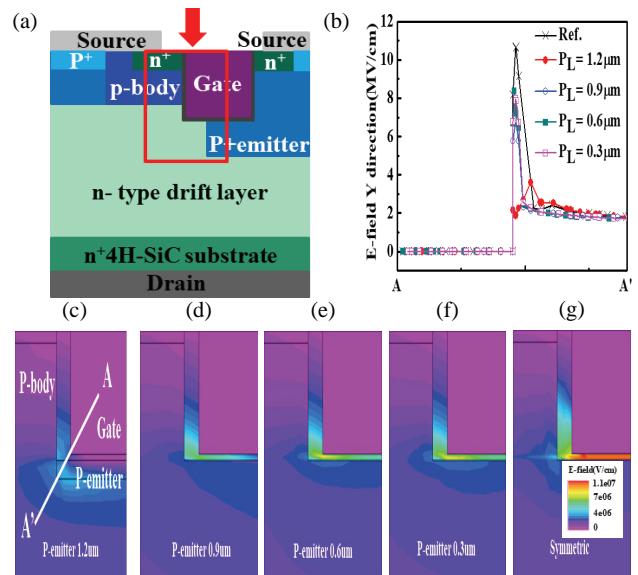 (a)
Source
Source
P+
n+
n+
p-body
Gate
P+emitter
n- type drift layer
n+4H-SiC substrate
Drain
(b)
E-field Y direction(MV/cm)
12
10
8
6
4
2
0
A
A'
Ref.
PL = 1.2μm
PL = 0.9μm
PL = 0.6μm
PL = 0.3μm
(c)
(d)
(e)
(f)
(g)
P-body
A
Gate
P-emitter
A'
P-emitter 1.2um
P-emitter 0.9um
P-emitter 0.6um
P-emitter 0.3um
E-field(V/cm)
1.1e07
7e06
4e06
0
Symmetric